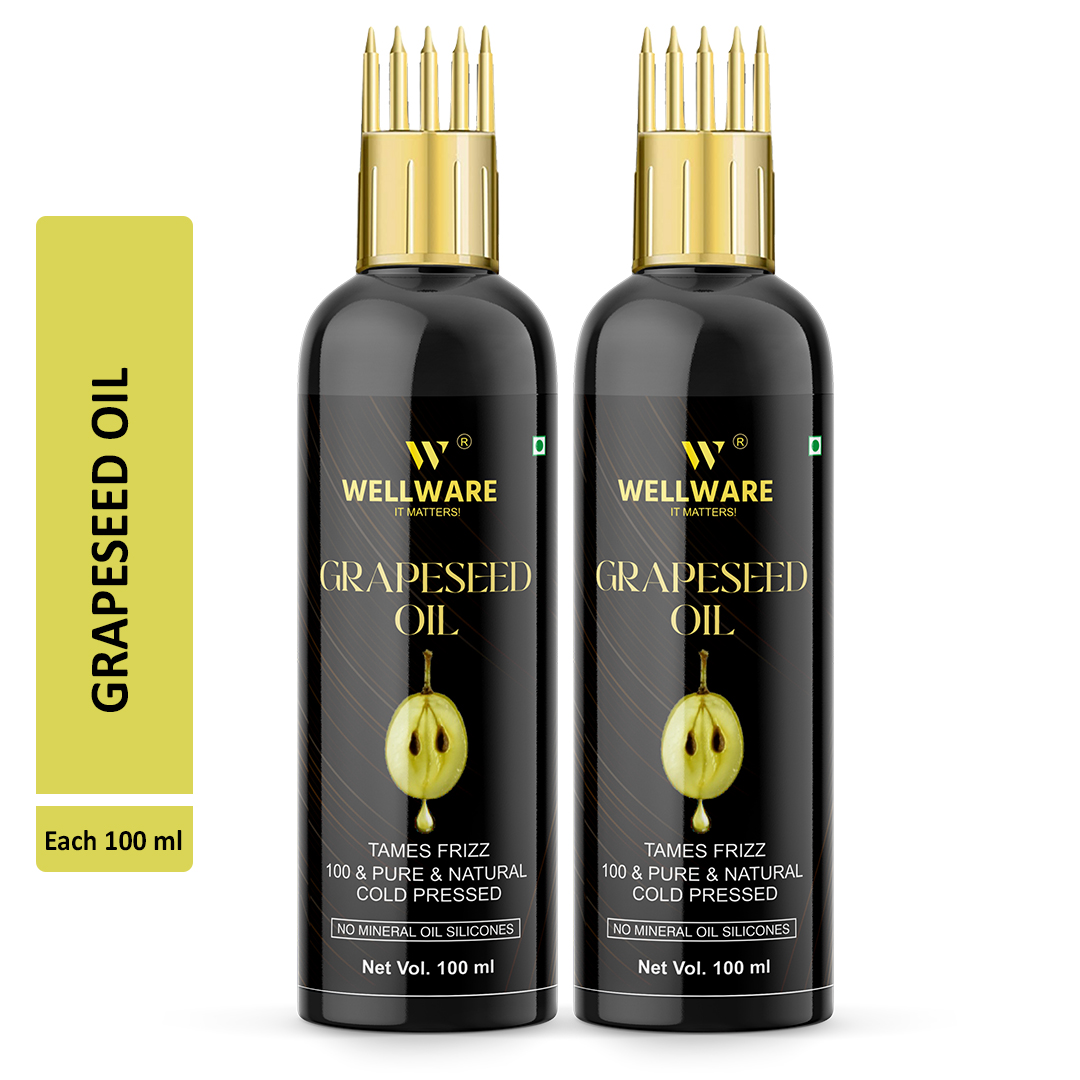 GRAPESEED OIL
Each 100 ml
W ®
WELLWARE
IT MATTERS!
GRAPESEED
OIL
TAMES FRIZZ
100 & PURE & NATURAL
COLD PRESSED
NO MINERAL OIL SILICONES
Net Vol. 100 ml
W ®
WELLWARE
IT MATTERS!
GRAPESEED
OIL
TAMES FRIZZ
100 & PURE & NATURAL
COLD PRESSED
NO MINERAL OIL SILICONES
Net Vol. 100 ml